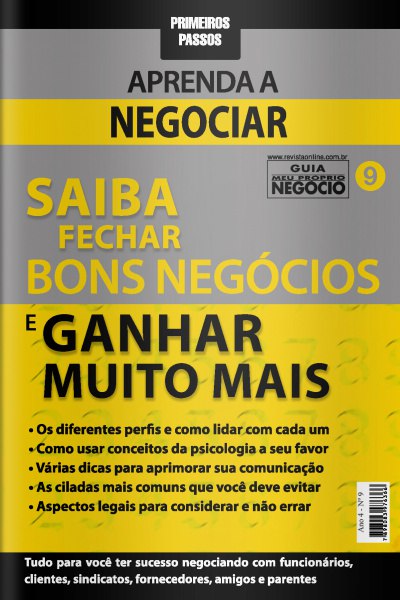 PRIMEIROS
PASSOS
APRENDA A
NEGOCIAR
www.revistaonline.com.br
GUIA
MEU PRÓPRIO
NEGÓCIO
9
SAIBA
FECHAR
BONS NEGÓCIOS
E GANHAR
MUITO MAIS
• Os diferentes perfis e como lidar com cada um
• Como usar conceitos da psicologia a seu favor
• Várias dicas para aprimorar sua comunicação
• As ciladas mais comuns que você deve evitar
• Aspectos legais para considerar e não errar
Ano 4 - Nº 9
Tudo para você ter sucesso negociando com funcionários,
clientes, sindicatos, fornecedores, amigos e parentes